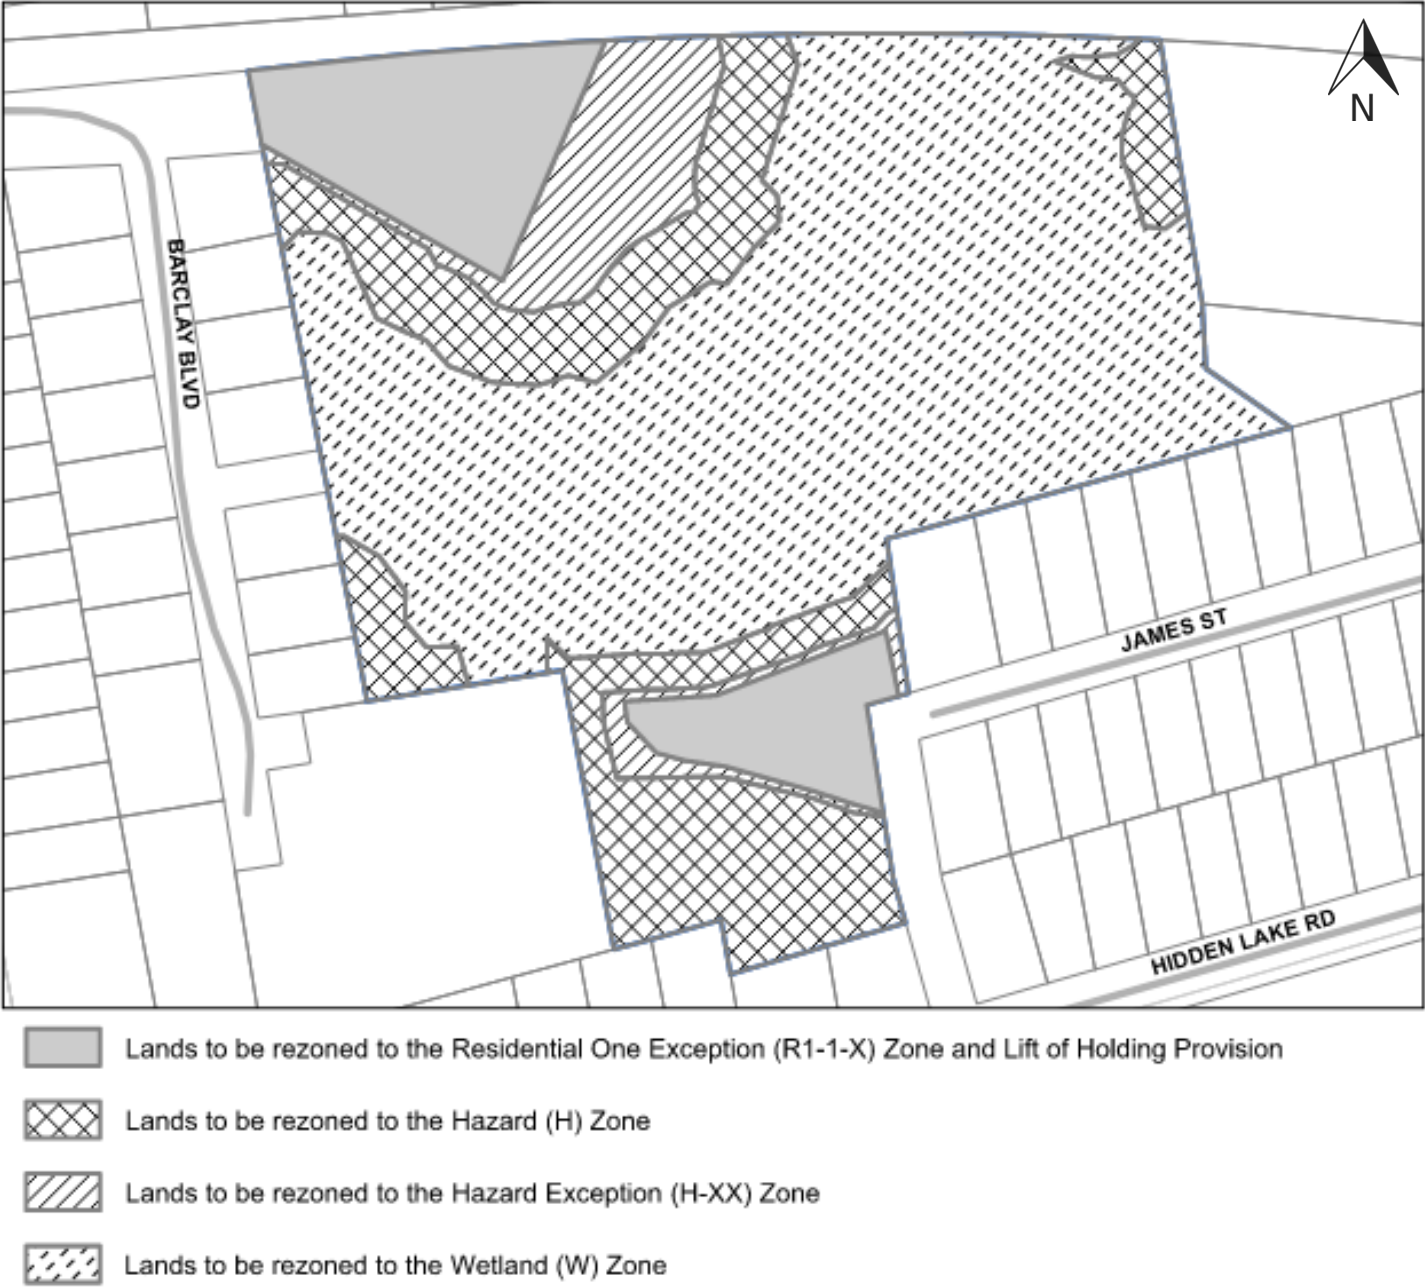 N
BARCLAY BLVD
JAMES ST
HIDDEN LAKE RD
Lands to be rezoned to the Residential One Exception (R1-1-X) Zone and Lift of Holding Provision
Lands to be rezoned to the Hazard (H) Zone
Lands to be rezoned to the Hazard Exception (H-XX) Zone
Lands to be rezoned to the Wetland (W) Zone